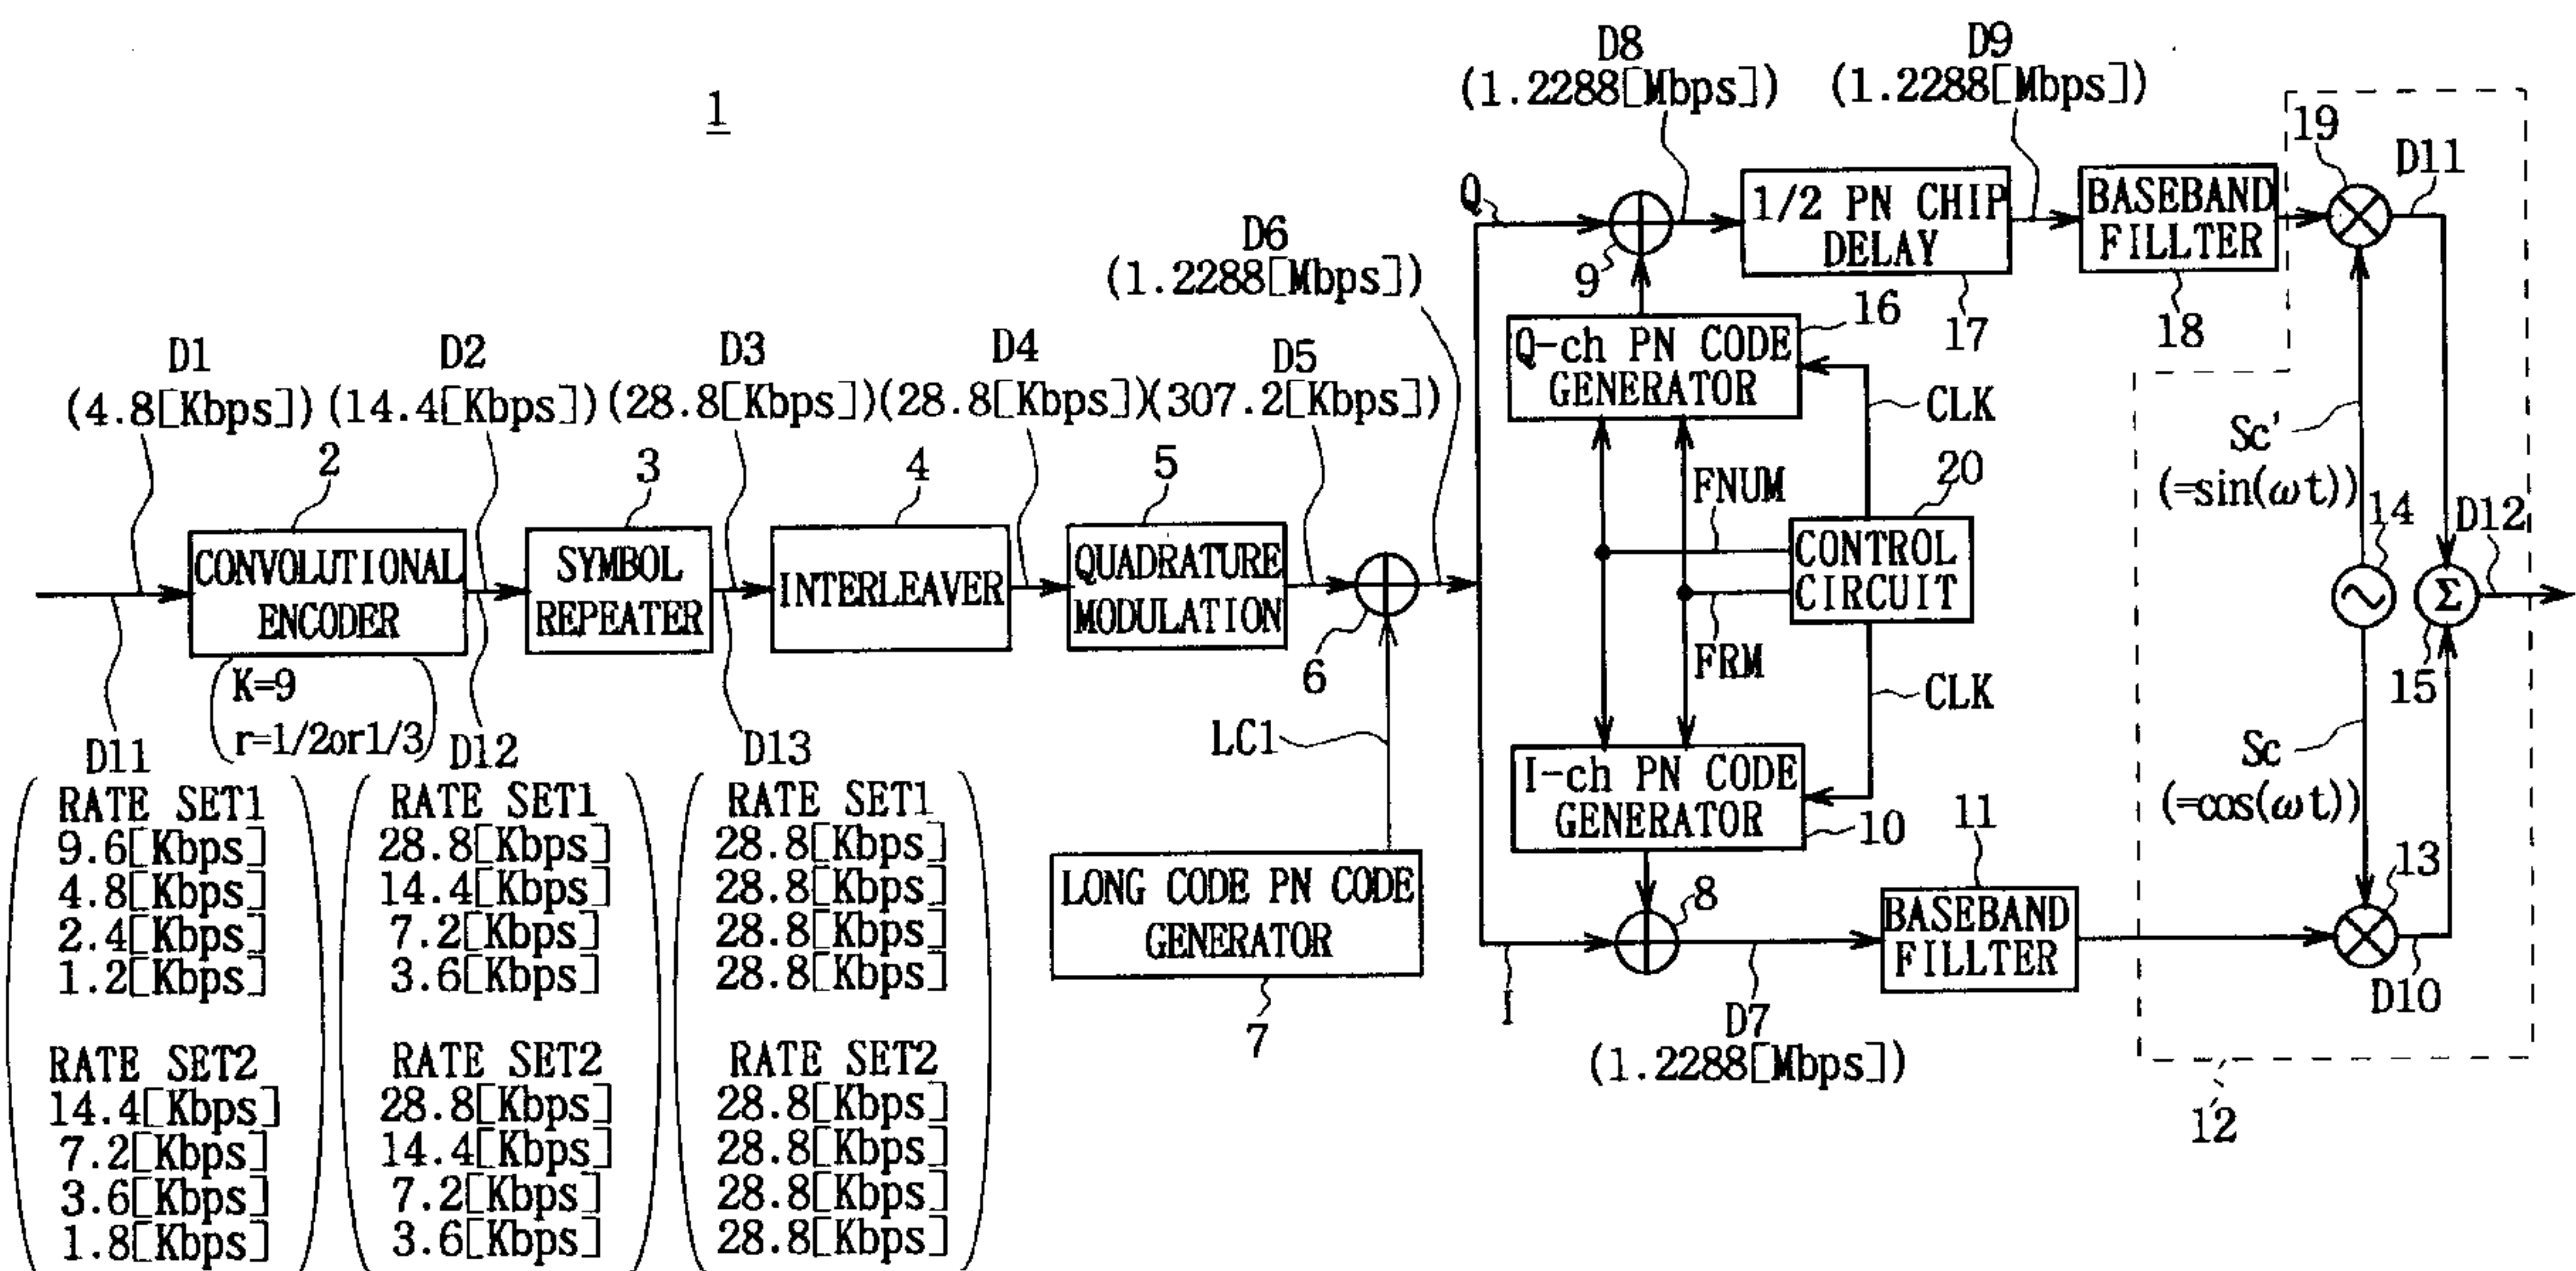 1
D1
(4.8[Kbps])
D2
(14.4[Kbps])
D3
(28.8[Kbps])
D4
(28.8[Kbps])
D5
(307.2[Kbps])
D6
(1.2288[Mbps])
D8
(1.2288[Mbps])
D9
(1.2288[Mbps])
2
CONVOLUTIONAL
ENCODER
K=9
r=1/2or1/3
3
SYMBOL
REPEATER
4
INTERLEAVER
5
QUADRATURE
MODULATION
6
LC1
LONG CODE PN CODE
GENERATOR
7
Q
9
1/2 PN CHIP
DELAY
17
BASEBAND
FILLTER
18
19
D11
Q-ch PN CODE
GENERATOR
16
CLK
FNUM
20
CONTROL
CIRCUIT
FRM
CLK
I-ch PN CODE
GENERATOR
10
8
I
D7
(1.2288[Mbps])
11
BASEBAND
FILLTER
Sc'
(=sin(ωt))
14
D12
Σ
15
Sc
(=cos(ωt))
13
D10
12
D11
RATE SET1
9.6[Kbps]
4.8[Kbps]
2.4[Kbps]
1.2[Kbps]
RATE SET2
14.4[Kbps]
7.2[Kbps]
3.6[Kbps]
1.8[Kbps]
D12
RATE SET1
28.8[Kbps]
14.4[Kbps]
7.2[Kbps]
3.6[Kbps]
RATE SET2
28.8[Kbps]
14.4[Kbps]
7.2[Kbps]
3.6[Kbps]
D13
RATE SET1
28.8[Kbps]
28.8[Kbps]
28.8[Kbps]
28.8[Kbps]
RATE SET2
28.8[Kbps]
28.8[Kbps]
28.8[Kbps]
28.8[Kbps]